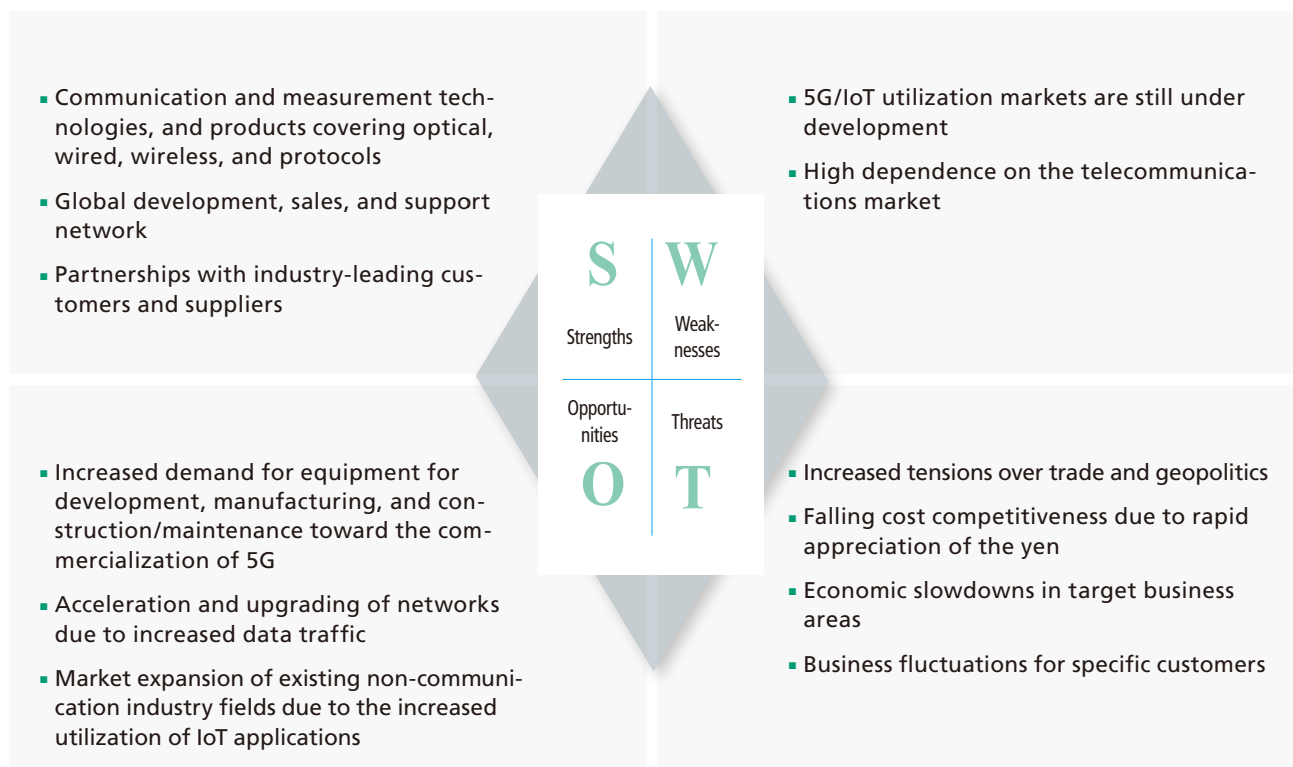 Communication and measurement tech-
nologies, and products covering optical,
wired, wireless, and protocols
Global development, sales, and support
network
Partnerships with industry-leading cus-
tomers and suppliers
5G/IoT utilization markets are still under
development
High dependence on the telecommunica-
tions market
S
Strengths
W
Weak-
nesses
Opportu-
nities
O
Threats
T
Increased demand for equipment for
development, manufacturing, and con-
struction/maintenance toward the com-
mercialization of 5G
Acceleration and upgrading of networks
due to increased data traffic
Market expansion of existing non-communi-
cation industry fields due to the increased
utilization of IoT applications
Increased tensions over trade and geopolitics
Falling cost competitiveness due to rapid
appreciation of the yen
Economic slowdowns in target business
areas
Business fluctuations for specific customers